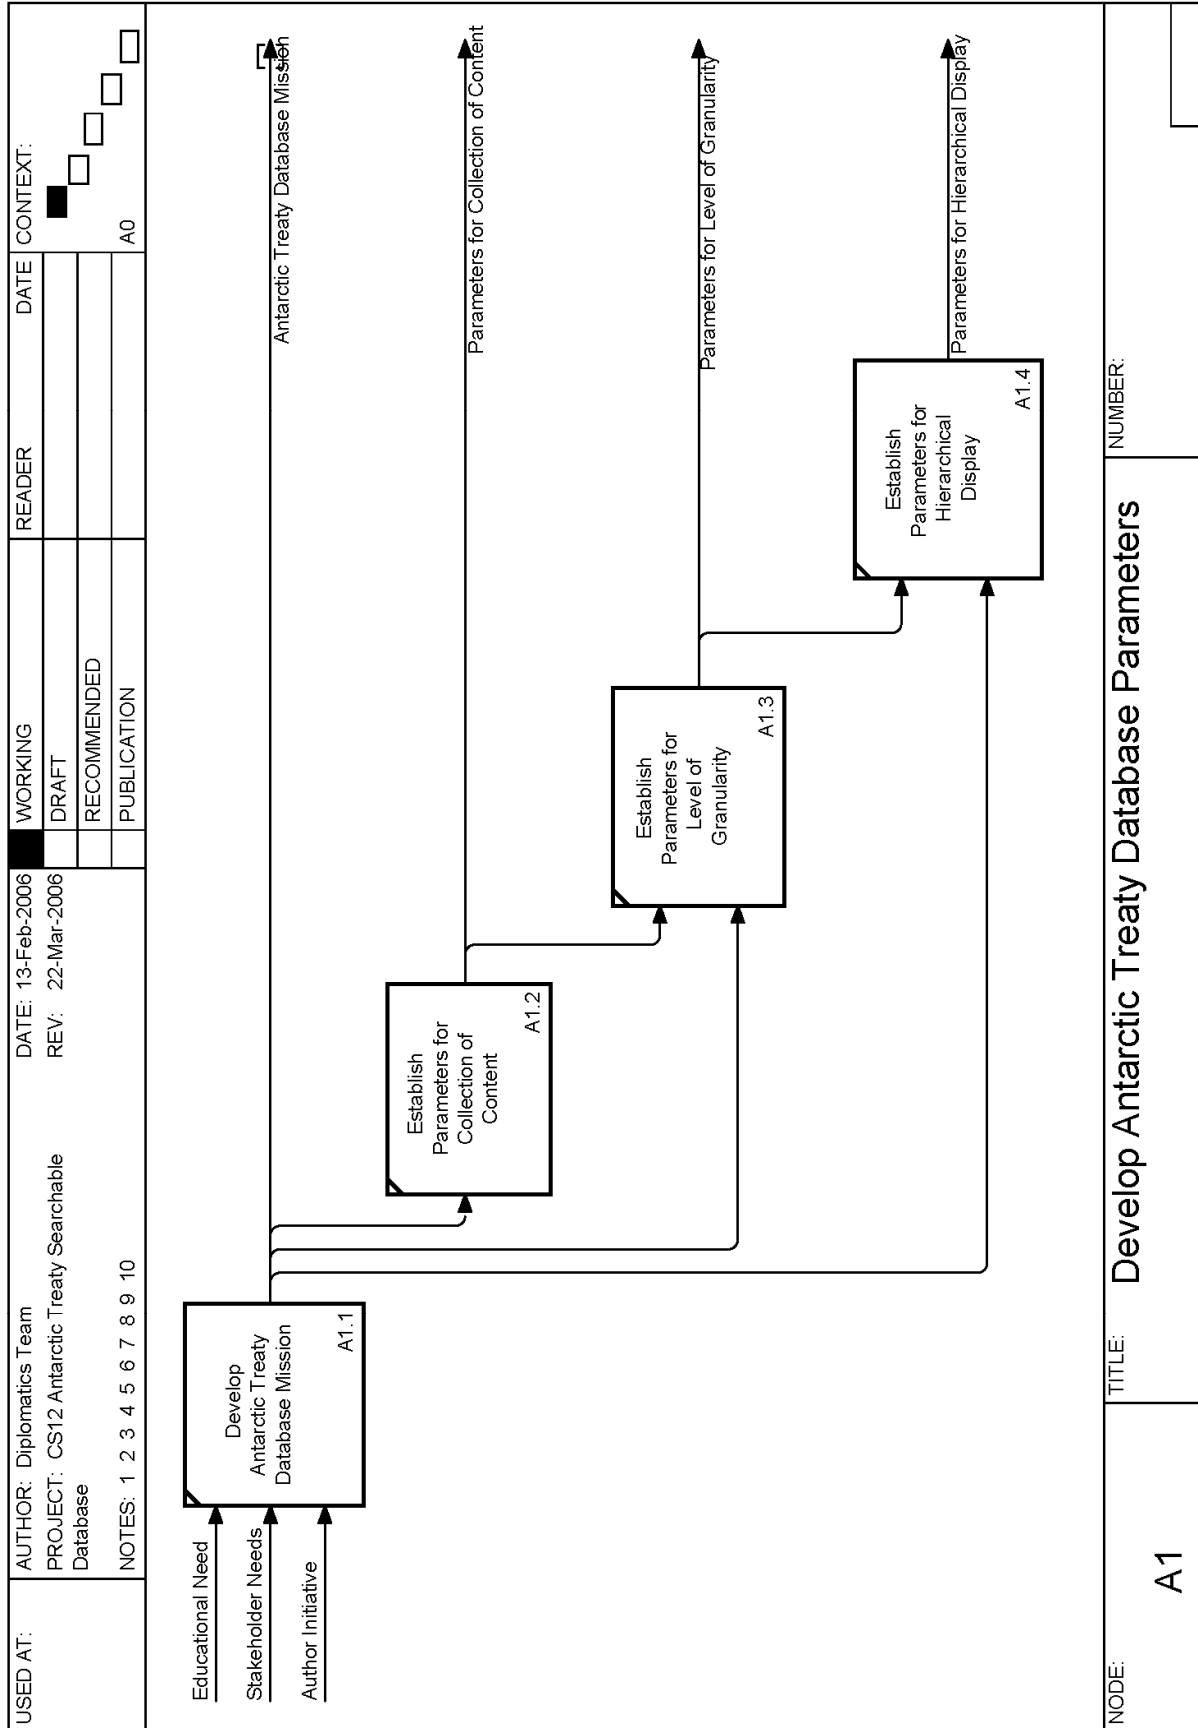 USED AT:
AUTHOR: Diplomatics Team
PROJECT: CS12 Antarctic Treaty Searchable
Database
NOTES: 1 2 3 4 5 6 7 8 9 10
DATE: 13-Feb-2006
REV: 22-Mar-2006
WORKING
DRAFT
RECOMMENDED
PUBLICATION
READER
DATE
CONTEXT:
A0
Educational Need
Stakeholder Needs
Author Initiative
Develop
Antarctic Treaty
Database Mission
A1.1
Antarctic Treaty Database Mission
Establish
Parameters for
Collection of
Content
A1.2
Parameters for Collection of Content
Establish
Parameters for
Level of
Granularity
A1.3
Parameters for Level of Granularity
Establish
Parameters for
Hierarchical
Display
A1.4
Parameters for Hierarchical Display
NODE:
A1
TITLE:
Develop Antarctic Treaty Database Parameters
NUMBER: